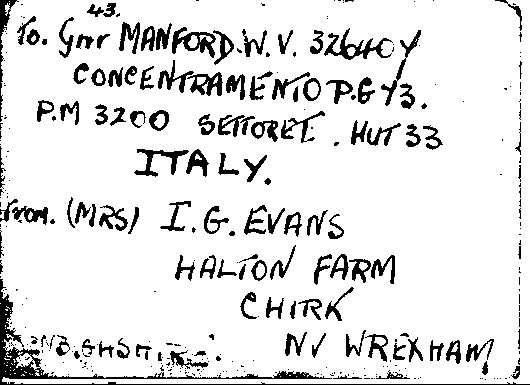 43.
To. Gnr MANFORD. W. V. 326404
CONCENTRAMENTO P.G 73.
P.M 3200 SETTORE I. HUT 33
ITALY.
From. (MRS) I. G. EVANS
HALTON FARM
CHIRK
NV WREXHAM